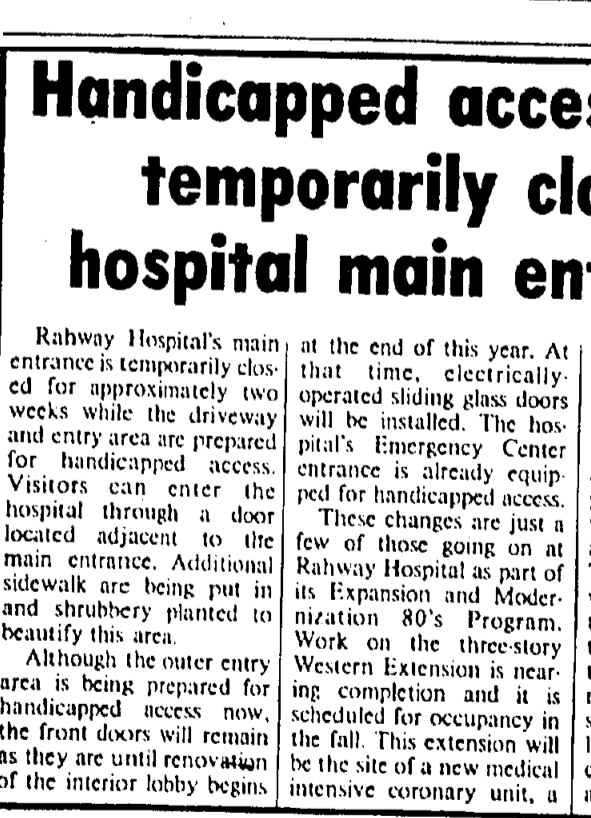 Handicapped acces
temporarily clo
hospital main ent
Rahway Hospital's main
entrance is temporarily clos-
ed for approximately two
weeks while the driveway
and entry area are prepared
for handicapped access.
Visitors can enter the
hospital through a door
located adjacent to the
main entrance. Additional
sidewalk are being put in
and shrubbery planted to
beautify this area.
Although the outer entry
area is being prepared for
handicapped access now,
the front doors will remain
as they are until renovation
of the interior lobby begins
at the end of this year. At
that time, electrically-
operated sliding glass doors
will be installed. The hos-
pital's Emergency Center
entrance is already equip-
ped for handicapped access.
These changes are just a
few of those going on at
Rahway Hospital as part of
its Expansion and Moder-
nization 80's Program.
Work on the three-story
Western Extension is near-
ing completion and it is
scheduled for occupancy in
the fall. This extension will
be the site of a new medical
intensive coronary unit, a